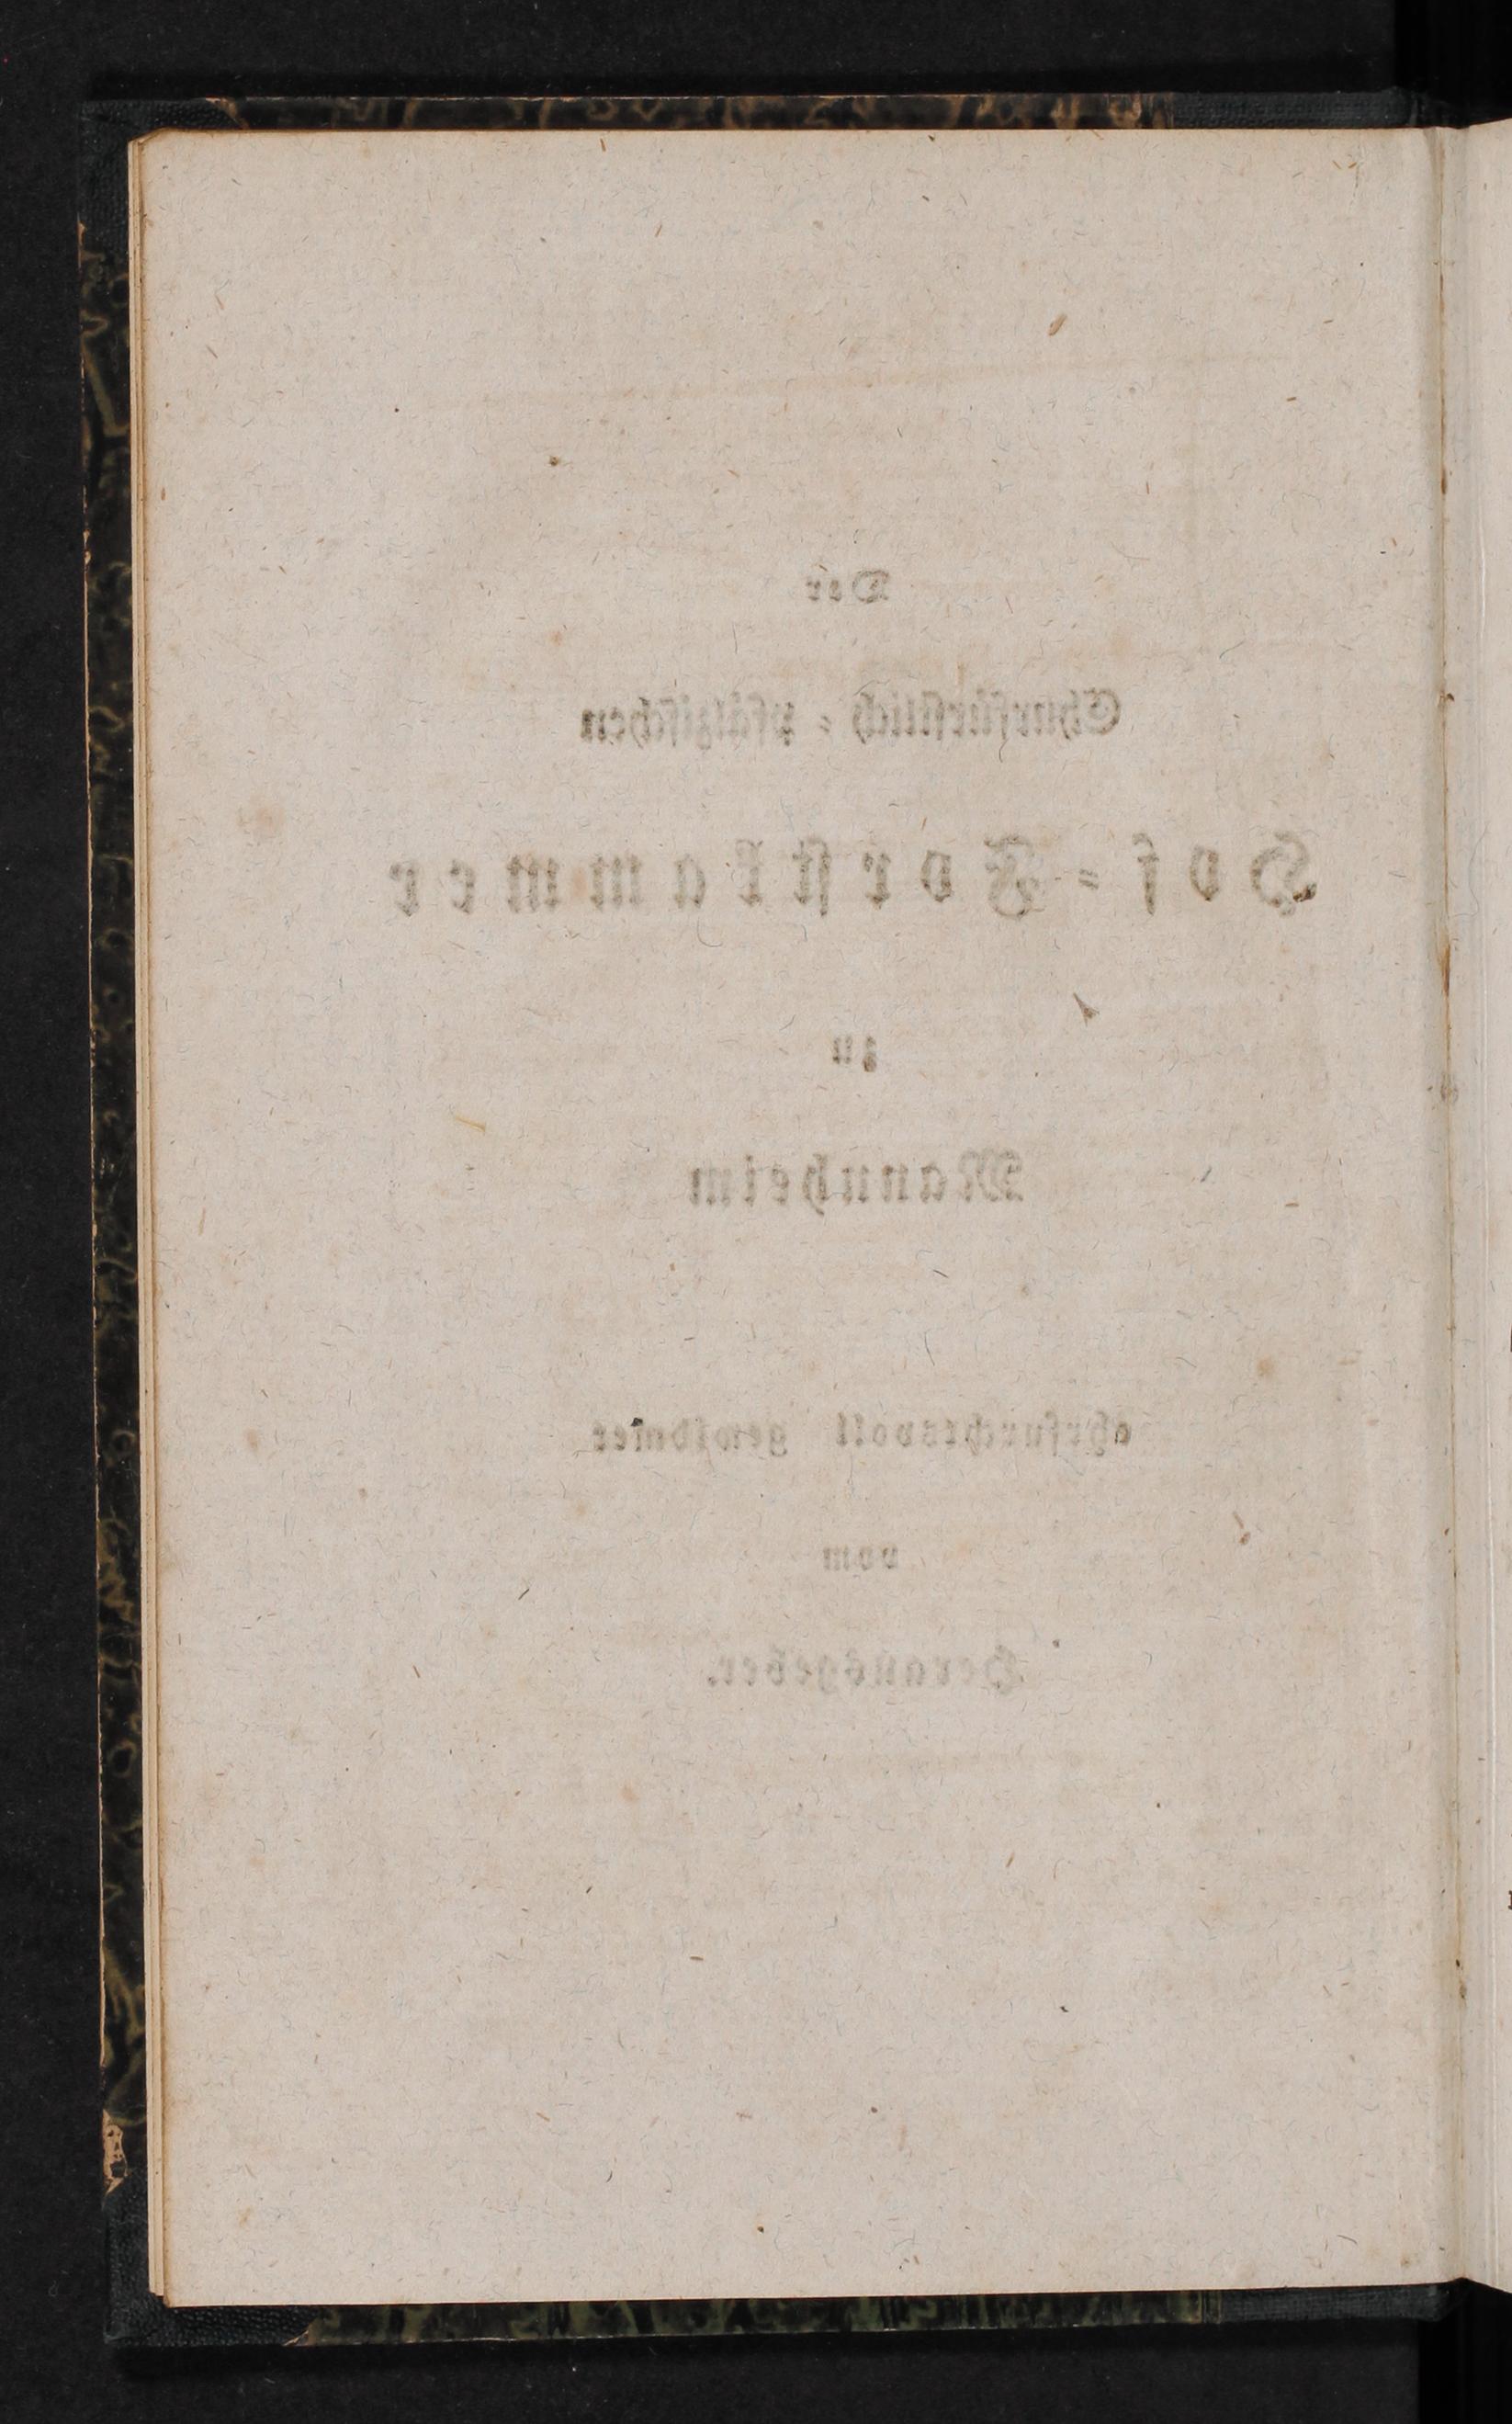 Der
Churfürstlich-pfälzischen
Hof-Forstkammer
zu
Mannheim
ehrfurchtsvoll gewidmet
vom
Herausgeber.